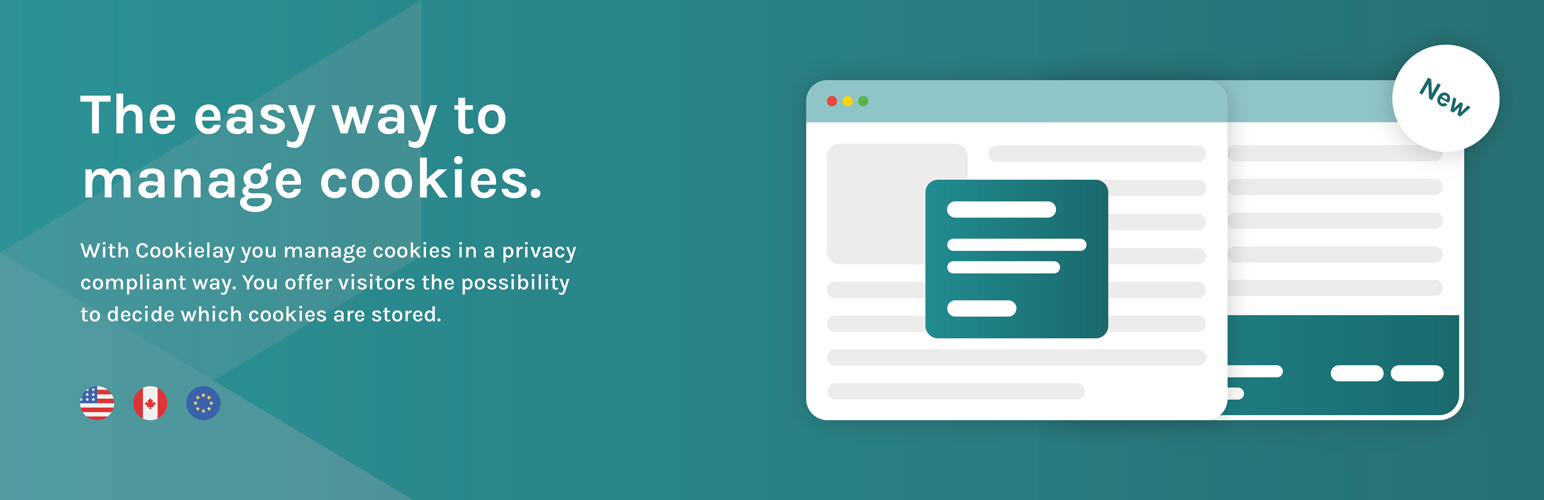 The easy way to
manage cookies.
With Cookielay you manage cookies in a privacy
compliant way. You offer visitors the possibility
to decide which cookies are stored.
New